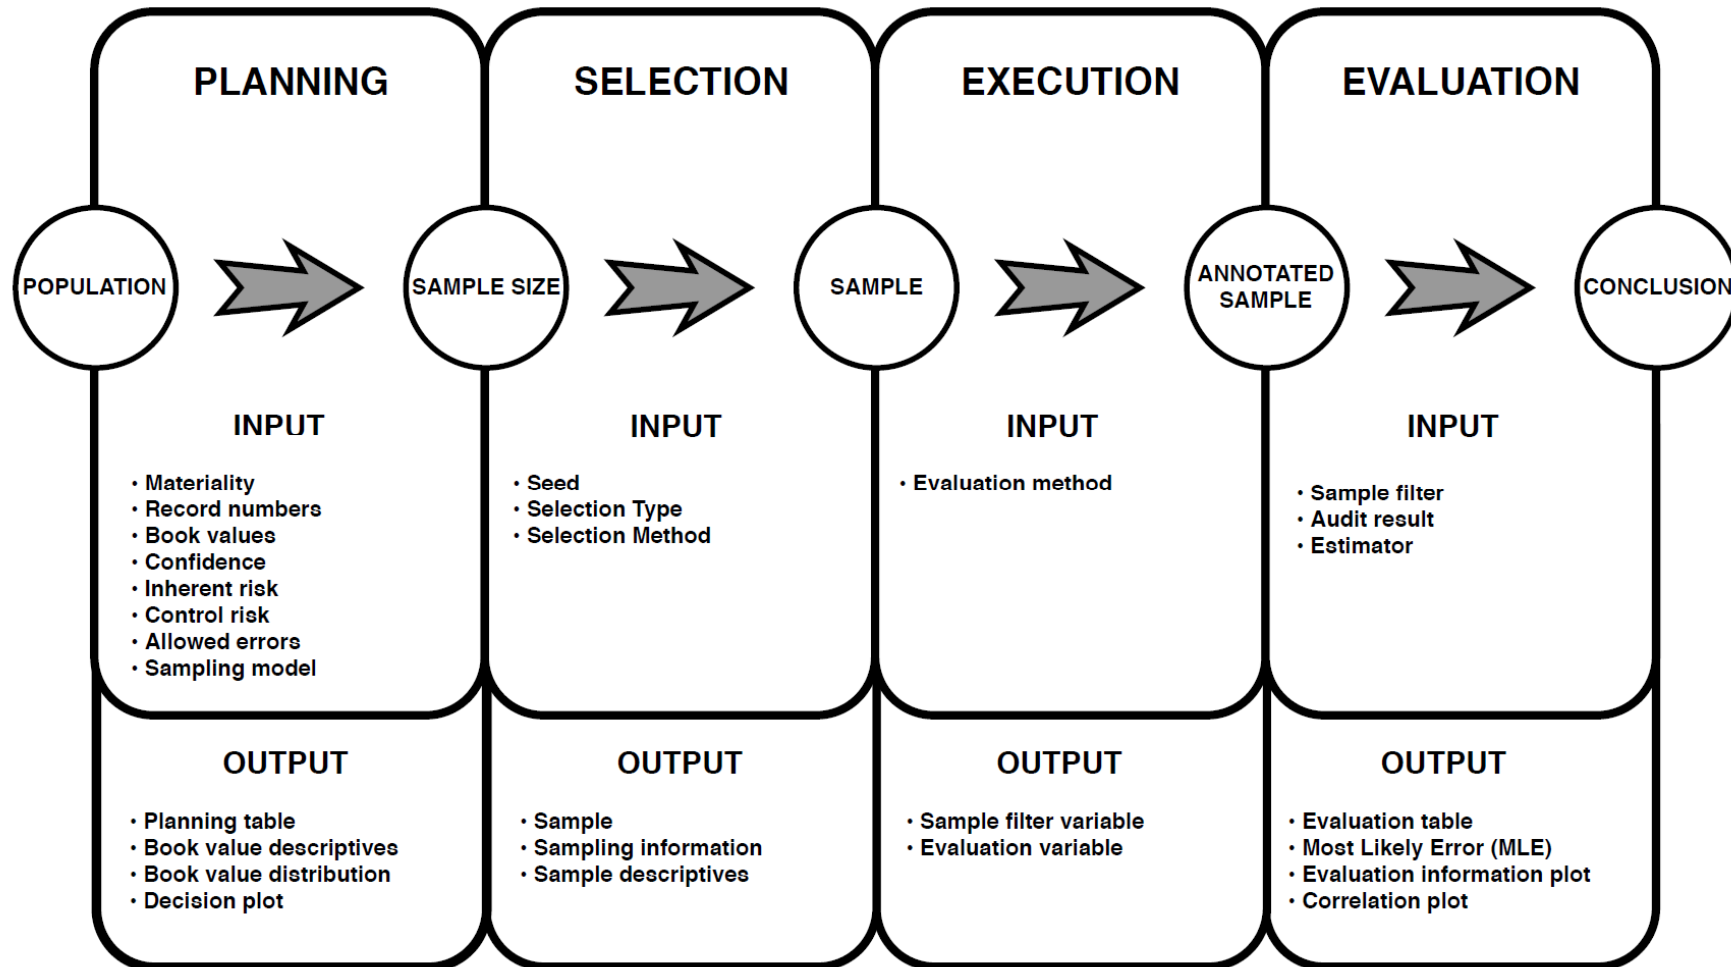 PLANNING
SELECTION
EXECUTION
EVALUATION
POPULATION
SAMPLE SIZE
SAMPLE
ANNOTATED
SAMPLE
CONCLUSION
INPUT
• Materiality
• Record numbers
• Book values
• Confidence
• Inherent risk
• Control risk
• Allowed errors
• Sampling model
INPUT
• Seed
• Selection Type
• Selection Method
INPUT
• Evaluation method
INPUT
• Sample filter
• Audit result
• Estimator
OUTPUT
• Planning table
• Book value descriptives
• Book value distribution
• Decision plot
OUTPUT
• Sample
• Sampling information
• Sample descriptives
OUTPUT
• Sample filter variable
• Evaluation variable
OUTPUT
• Evaluation table
• Most Likely Error (MLE)
• Evaluation information plot
• Correlation plot